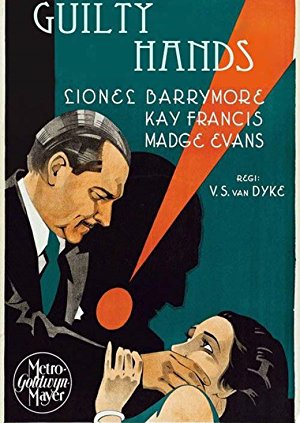 GUILTY
HANDS
LIONEL BARRYMORE
KAY FRANCIS
MADGE EVANS
REGI:
V. S. VAN DYKE
Metro-
Goldwyn-
Mayer